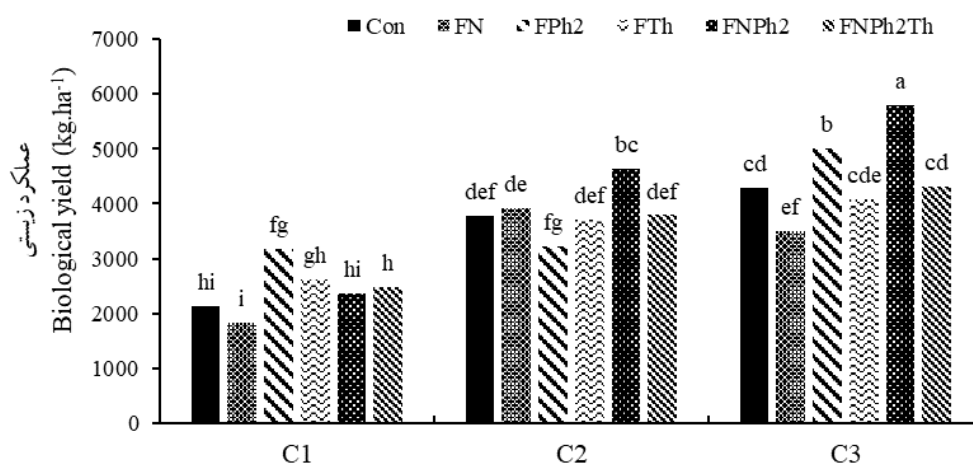 7000
6000
5000
4000
3000
2000
1000
0
عملکرد زیستی
Biological yield (kg.ha⁻¹)
Con FN FPh2 FTh FNPh2 FNPh2Th
hi i fg gh hi h
def de fg def bc def
cd ef b cde a cd
C1 C2 C3